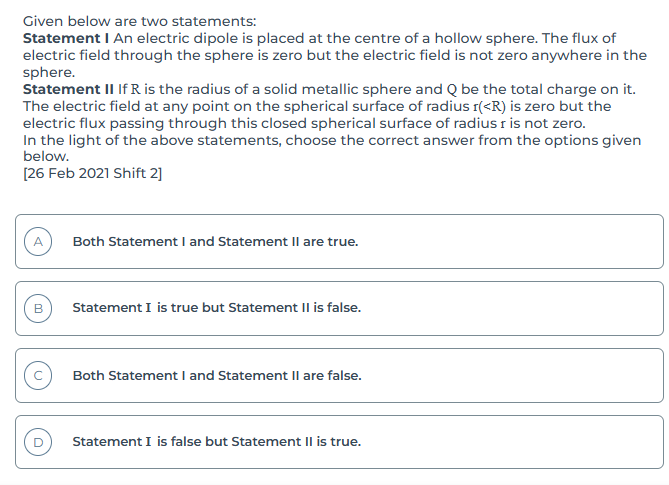 Given below are two statements:
Statement I An electric dipole is placed at the centre of a hollow sphere. The flux of
electric field through the sphere is zero but the electric field is not zero anywhere in the
sphere.
Statement II If R is the radius of a solid metallic sphere and Q be the total charge on it.
The electric field at any point on the spherical surface of radius r(<R) is zero but the
electric flux passing through this closed spherical surface of radius r is not zero.
In the light of the above statements, choose the correct answer from the options given
below.
[26 Feb 2021 Shift 2]
A Both Statement I and Statement II are true.
B Statement I is true but Statement II is false.
C Both Statement I and Statement II are false.
D Statement I is false but Statement II is true.